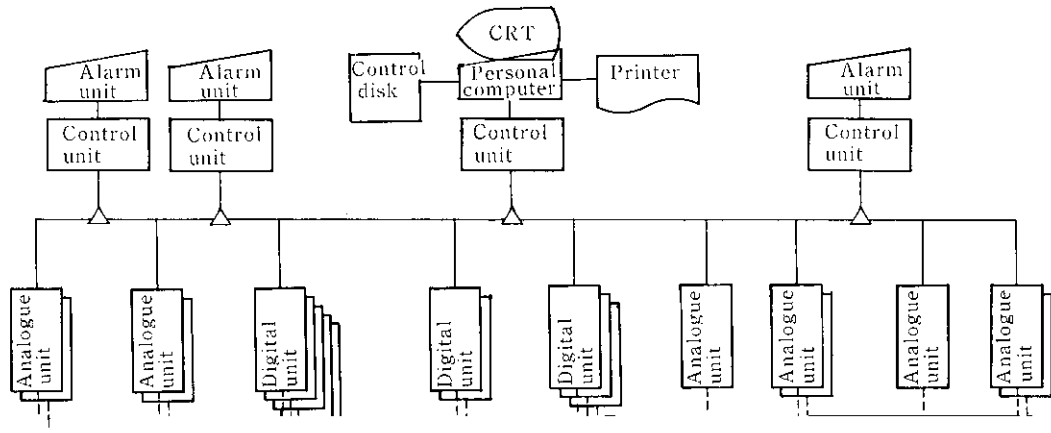 CRT
Alarm
unit
Alarm
unit
Control
disk
Personal
computer
Printer
Alarm
unit
Control
unit
Control
unit
Control
unit
Control
unit
Analogue
unit
Analogue
unit
Digital
unit
Digital
unit
Digital
unit
Analogue
unit
Analogue
unit
Analogue
unit
Analogue
unit